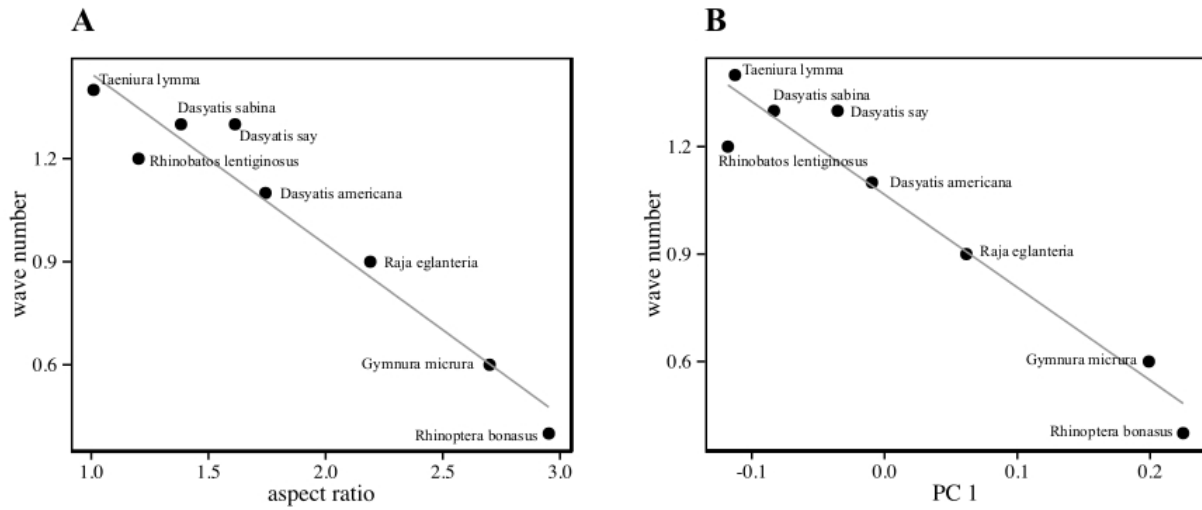 A
Taeniura lymma
Dasyatis sabina
Dasyatis say
Rhinobatos lentiginosus
Dasyatis americana
Raja eglanteria
Gymnura micrura
Rhinoptera bonasus
wave number
1.2
0.9
0.6
1.0 1.5 2.0 2.5 3.0
aspect ratio
B
Taeniura lymma
Dasyatis sabina
Dasyatis say
Rhinobatos lentiginosus
Dasyatis americana
Raja eglanteria
Gymnura micrura
Rhinoptera bonasus
wave number
1.2
0.9
0.6
-0.1 0.0 0.1 0.2
PC 1